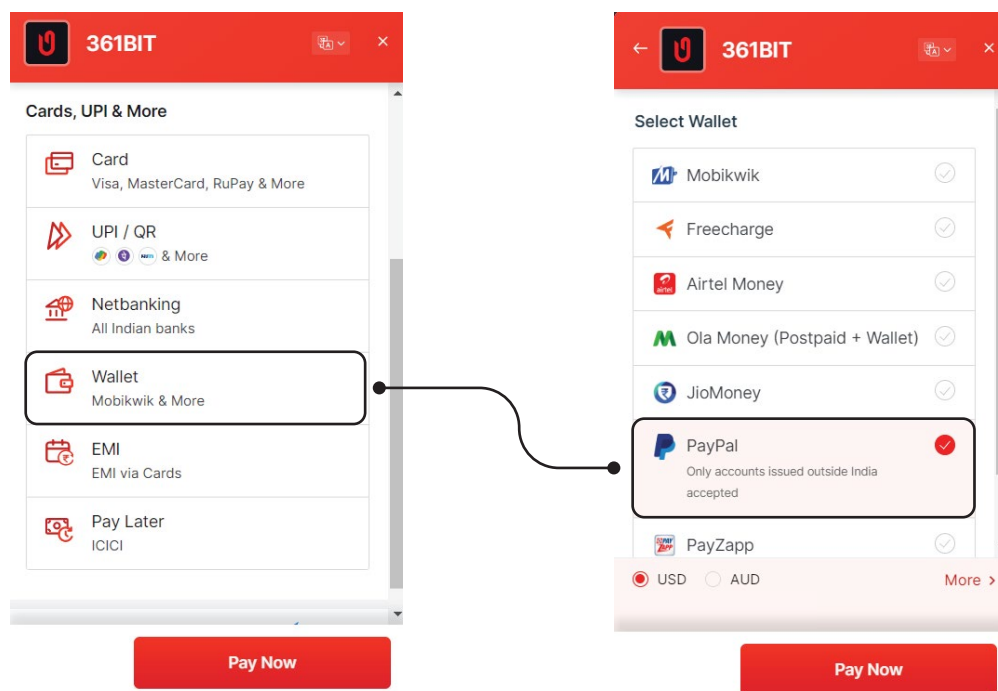 361BIT
Cards, UPI & More
Card
Visa, MasterCard, RuPay & More
UPI / QR
& More
Netbanking
All Indian banks
Wallet
Mobikwik & More
EMI
EMI via Cards
Pay Later
ICICI
Pay Now
361BIT
Select Wallet
Mobikwik
Freecharge
airtel
Airtel Money
Ola Money (Postpaid + Wallet)
JioMoney
PayPal
Only accounts issued outside India
accepted
PayZapp
USD
AUD
More >
Pay Now